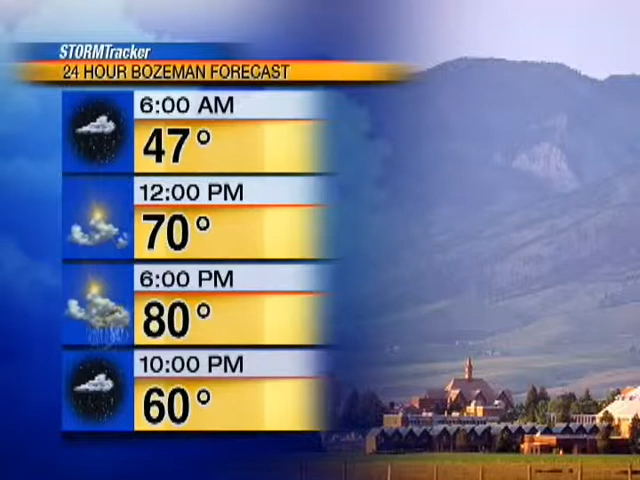 STORMTracker
24 HOUR BOZEMAN FORECAST
6:00 AM
47°
12:00 PM
70°
6:00 PM
80°
10:00 PM
60°